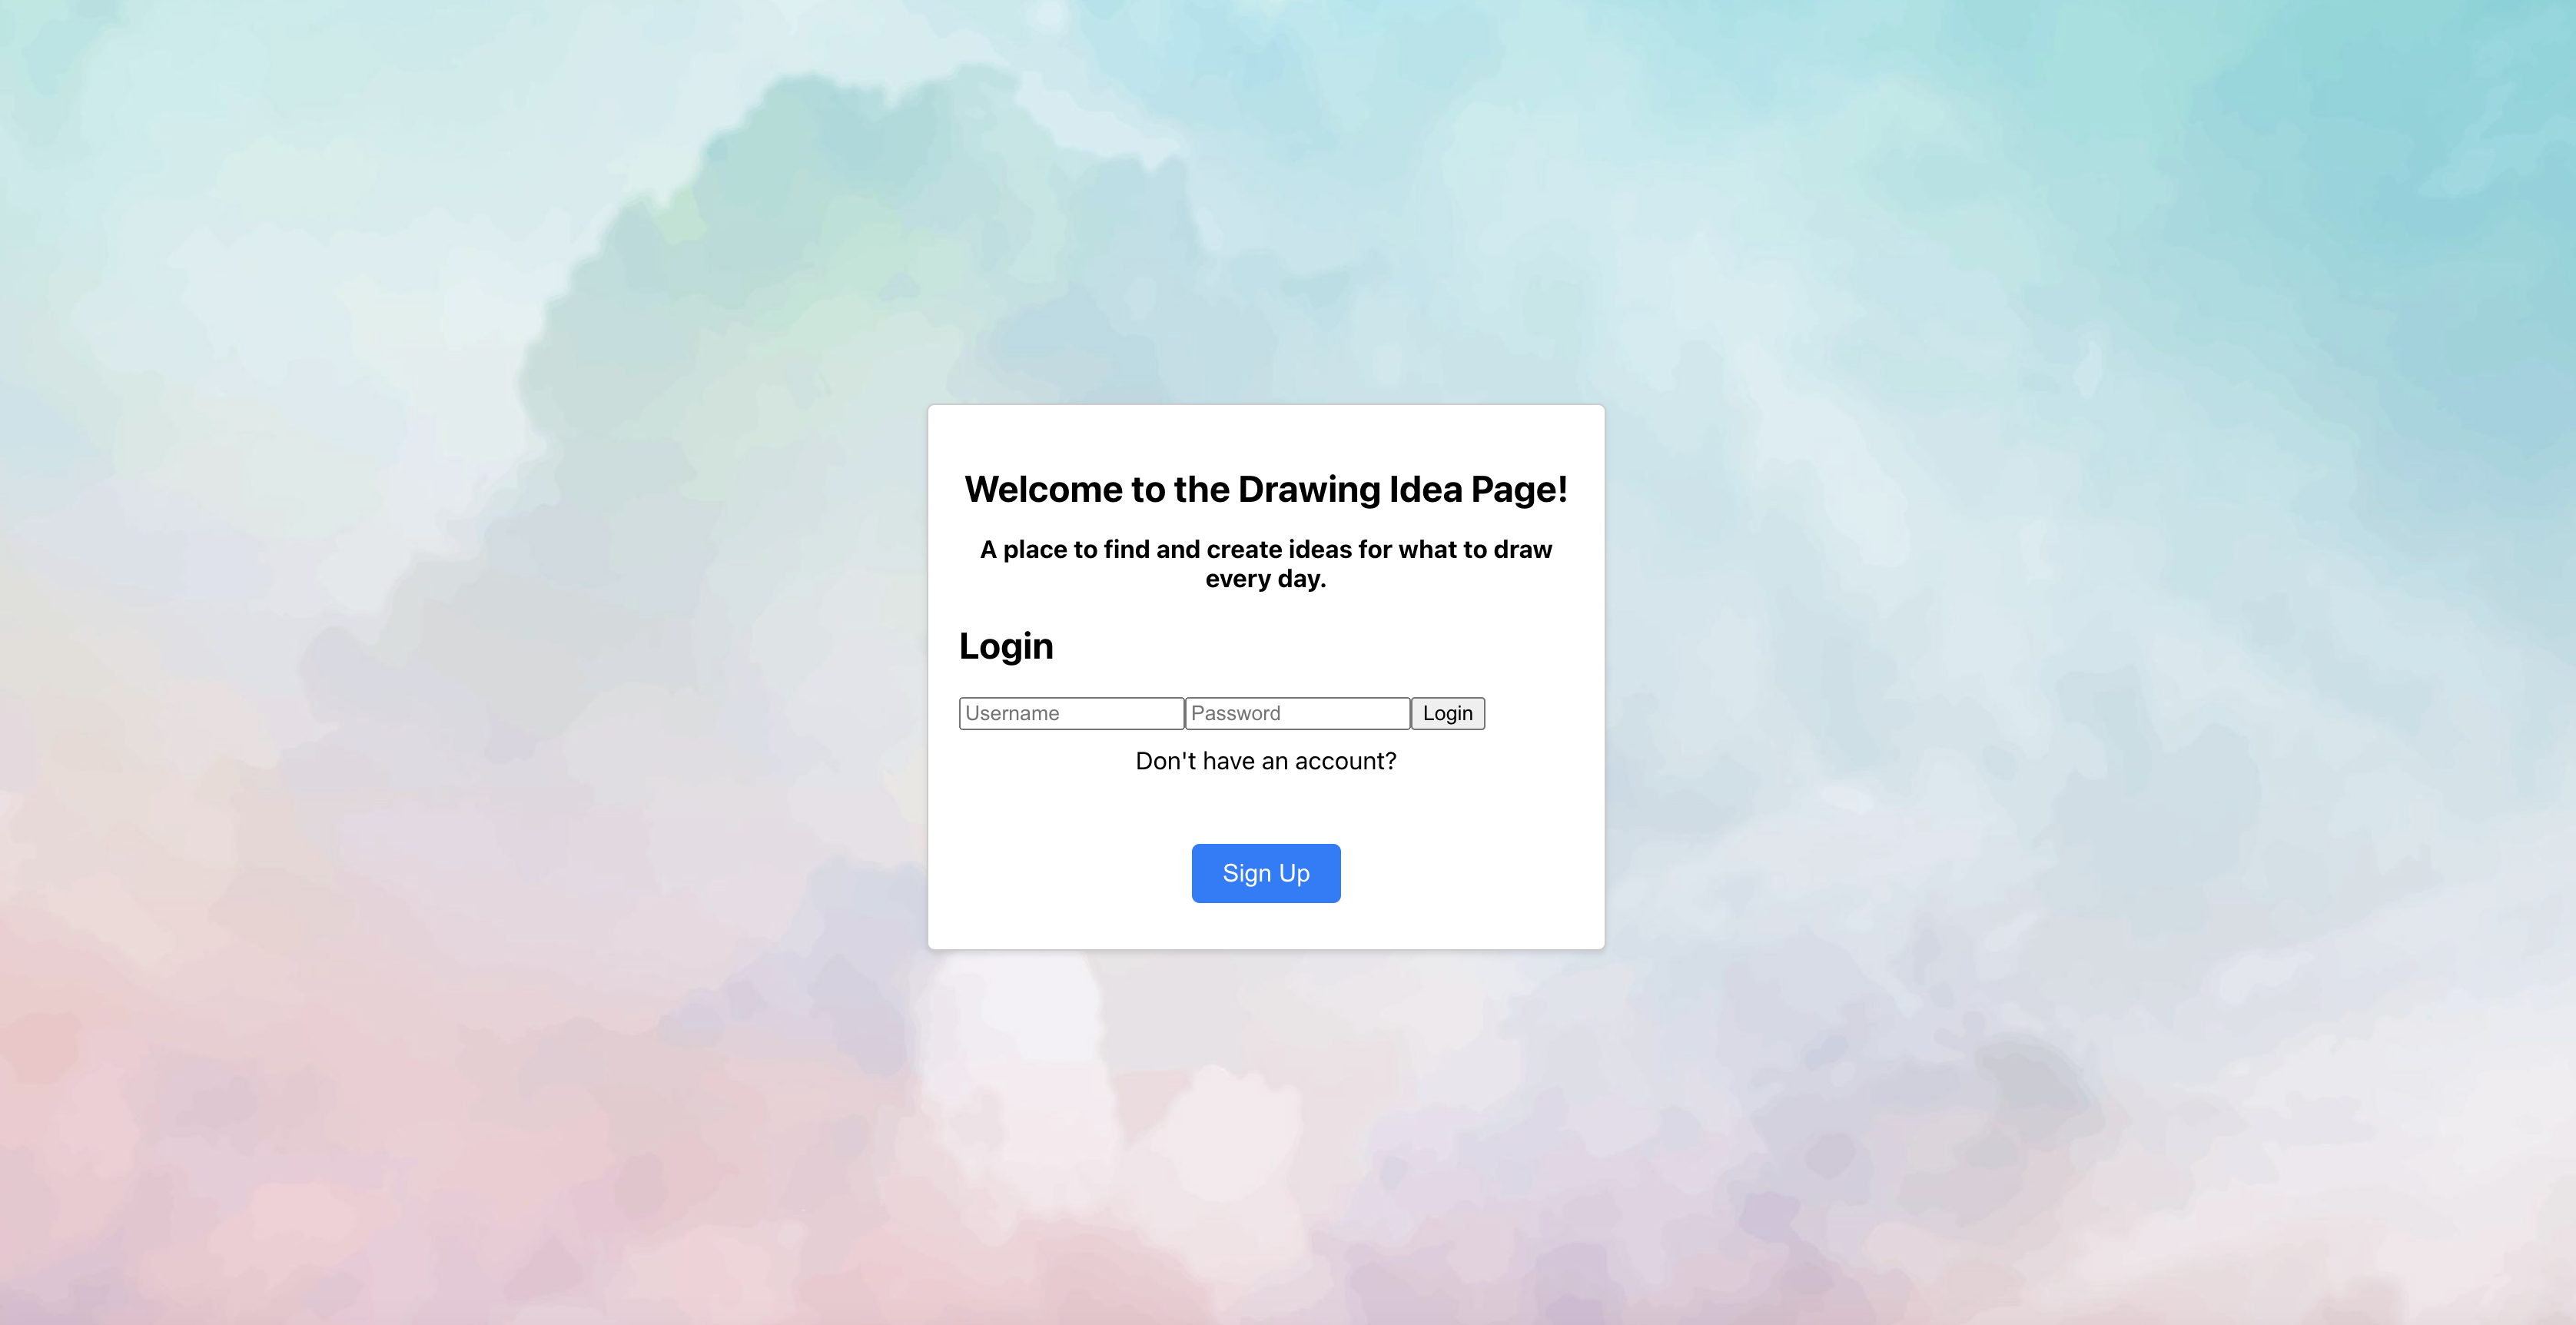 Welcome to the Drawing Idea Page!
A place to find and create ideas for what to draw
every day.
Login
Username Password Login
Don't have an account?
Sign Up